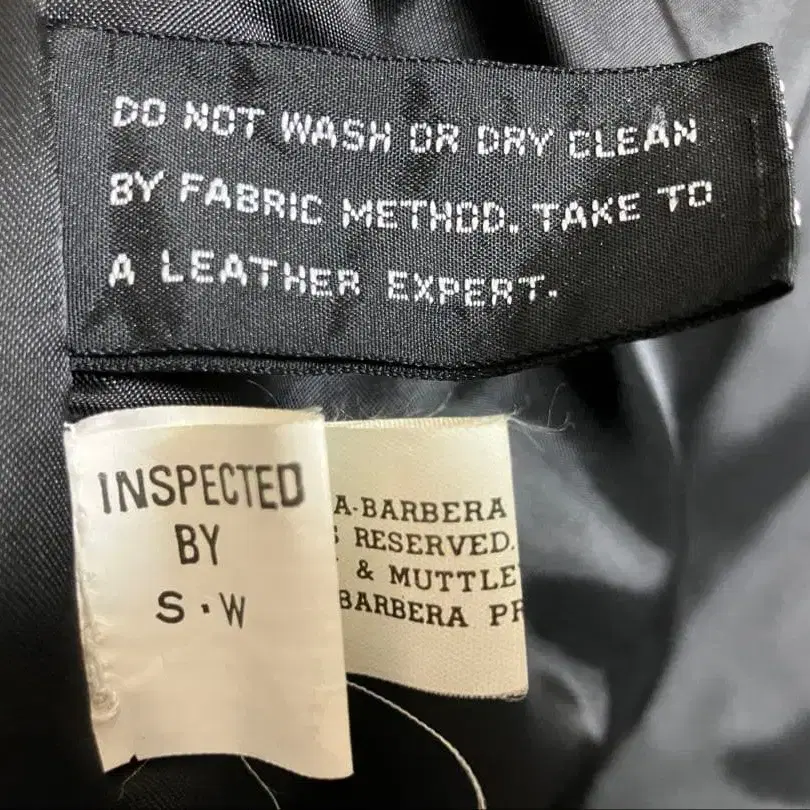 DO NOT WASH OR DRY CLEAN
BY FABRIC METHOD. TAKE TO
A LEATHER EXPERT.
INSPECTED
BY
S·W
A-BARBERA
RESERVED.
& MUTTLE
BARBERA PR